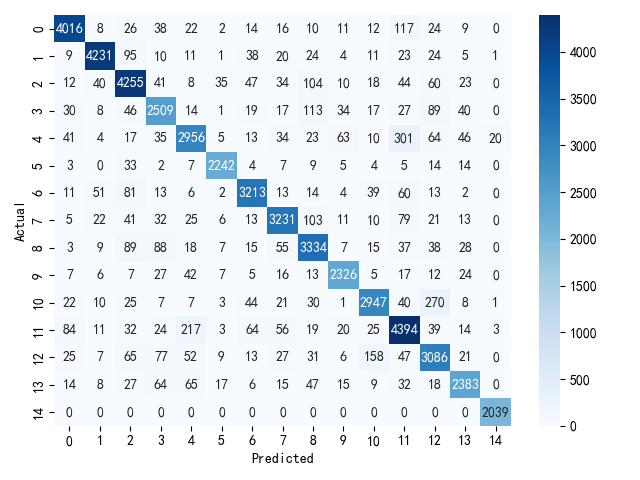 0 4016 8 26 38 22 2 14 16 10 11 12 117 24 9 0
1 9 4231 95 10 11 1 38 20 24 4 11 23 24 5 1
2 12 40 4255 41 8 35 47 34 104 10 18 44 60 23 0
3 30 8 46 2509 14 1 19 17 113 34 17 27 89 40 0
4 41 4 17 35 2956 5 13 34 23 63 10 301 64 46 20
5 3 0 33 2 7 2242 4 7 9 5 4 5 14 14 0
6 11 51 81 13 6 2 3213 13 14 4 39 60 13 2 0
7 5 22 41 32 25 6 13 3231 103 11 10 79 21 13 0
8 3 9 89 88 18 7 15 55 3334 7 15 37 38 28 0
9 7 6 7 27 42 7 5 16 13 2326 5 17 12 24 0
10 22 10 25 7 7 3 44 21 30 1 2947 40 270 8 1
11 84 11 32 24 217 3 64 56 19 20 25 4394 39 14 3
12 25 7 65 77 52 9 13 27 31 6 158 47 3086 21 0
13 14 8 27 64 65 17 6 15 47 15 9 32 18 2383 0
14 0 0 0 0 0 0 0 0 0 0 0 0 0 0 2039
0 1 2 3 4 5 6 7 8 9 10 11 12 13 14
Predicted
Actual
4000
3500
3000
2500
2000
1500
1000
500
0